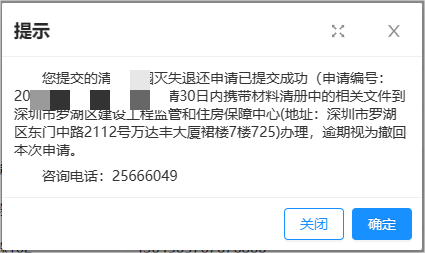 提示
您提交的清 灭失退还申请已提交成功（申请编号：
20 30日内携带材料清册中的相关文件到
深圳市罗湖区建设工程监管和住房保障中心(地址：深圳市罗湖
区东门中路2112号万达丰大厦裙楼7楼725)办理，逾期视为撤回
本次申请。
咨询电话：25666049
关闭 确定